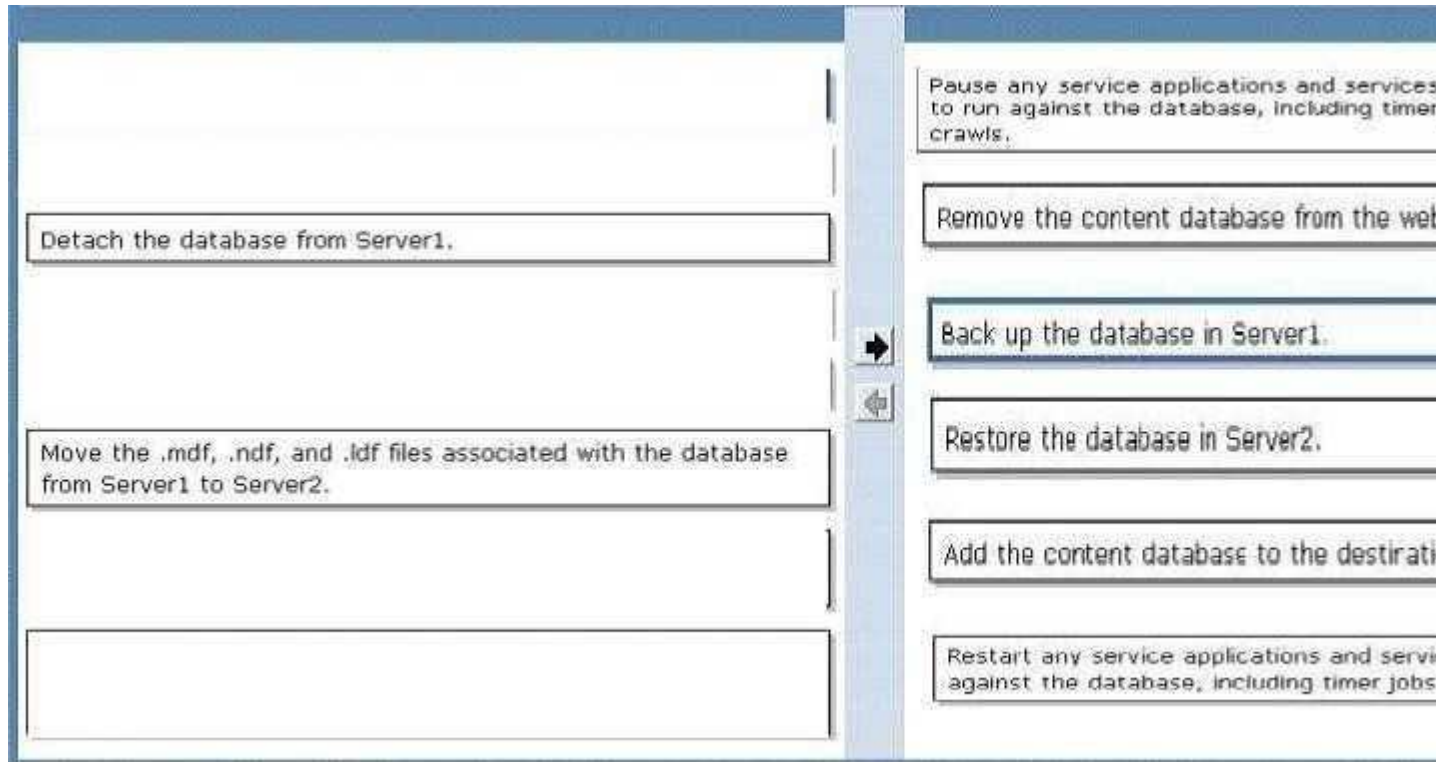 Detach the database from Server1.
Move the .mdf, .ndf, and .ldf files associated with the database
from Server1 to Server2.
Pause any service applications and services
to run against the database, including timer
crawls.
Remove the content database from the
Back up the database in Server1.
Restore the database in Server2.
Add the content database to the
Restart any service applications and
against the database, including timer jobs